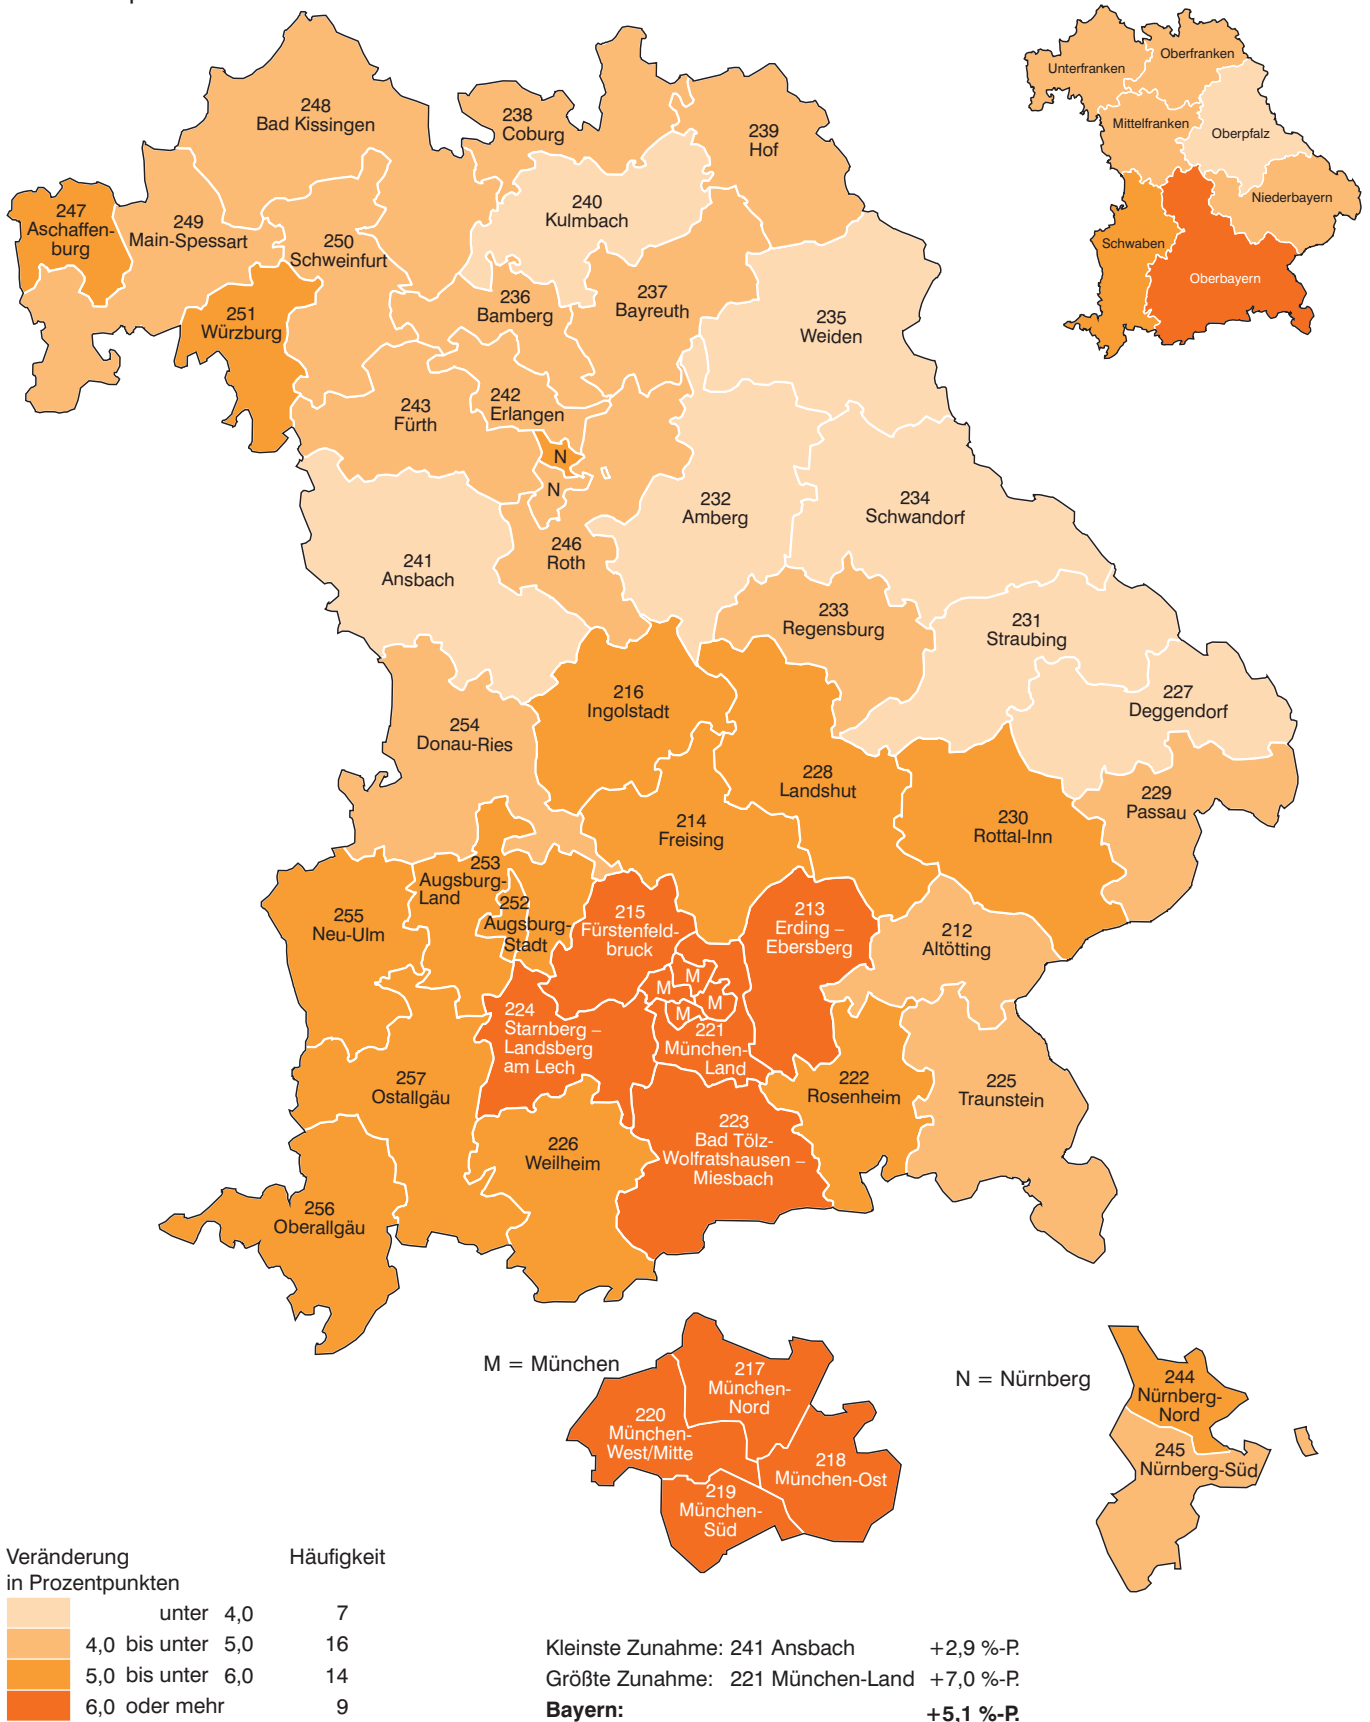 248
Bad Kissingen
238
Coburg
239
Hof
240
Kulmbach
247
Aschaffen-
burg
249
Main-Spessart
250
Schweinfurt
251
Würzburg
236
Bamberg
237
Bayreuth
235
Weiden
243
Fürth
242
Erlangen
N
N
232
Amberg
234
Schwandorf
241
Ansbach
246
Roth
233
Regensburg
231
Straubing
227
Deggendorf
216
Ingolstadt
254
Donau-Ries
228
Landshut
229
Passau
230
Rottal-Inn
214
Freising
253
Augsburg-
Land
252
Augsburg-
Stadt
255
Neu-Ulm
215
Fürstenfeld-
bruck
213
Erding –
Ebersberg
212
Altötting
M
M
M
M
224
Starnberg –
Landsberg
am Lech
221
München-
Land
257
Ostallgäu
222
Rosenheim
225
Traunstein
223
Bad Tölz-
Wolfratshausen –
Miesbach
226
Weilheim
256
Oberallgäu
Unterfranken
Oberfranken
Mittelfranken
Oberpfalz
Niederbayern
Schwaben
Oberbayern
M = München
217
München-
Nord
220
München-
West/Mitte
218
München-Ost
219
München-
Süd
N = Nürnberg
244
Nürnberg-
Nord
245
Nürnberg-Süd
Veränderung Häufigkeit
in Prozentpunkten
unter 4,0 7
4,0 bis unter 5,0 16
5,0 bis unter 6,0 14
6,0 oder mehr 9
Kleinste Zunahme: 241 Ansbach +2,9 %-P.
Größte Zunahme: 221 München-Land +7,0 %-P.
Bayern: +5,1 %-P.